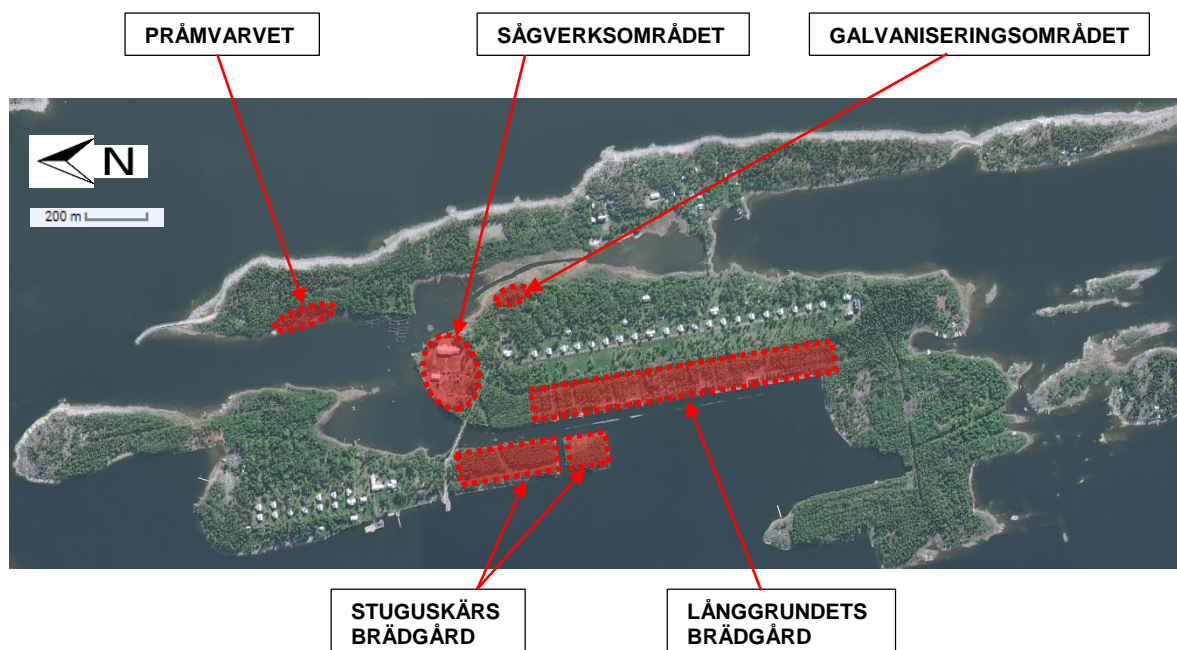 PRÅMVARVET
SÅGVERKSOMRÅDET
GALVANISERINGSOMRÅDET
N
200 m
STUGUSKÄRS
BRÄDGÅRD
LÅNGGRUNDETS
BRÄDGÅRD